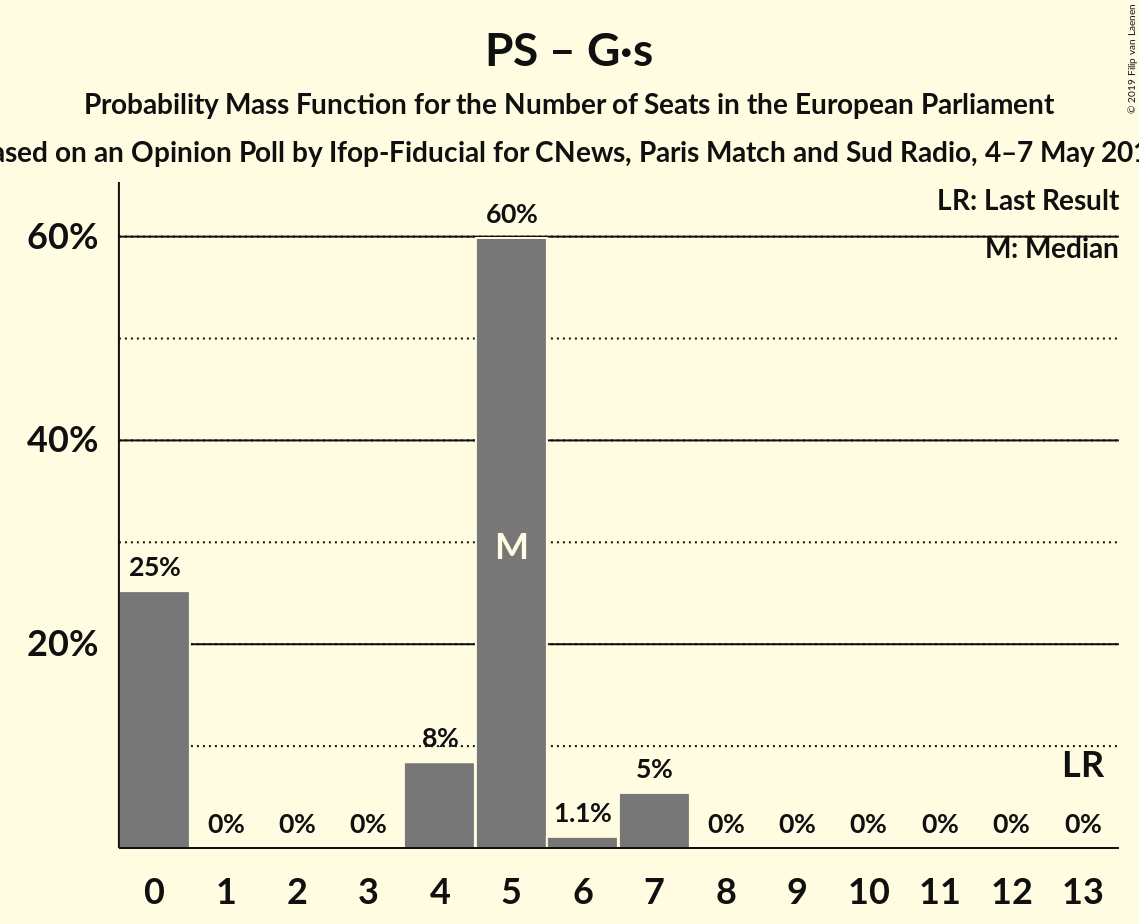 PS – G·s
Probability Mass Function for the Number of Seats in the European Parliament
ased on an Opinion Poll by Ifop-Fiducial for CNews, Paris Match and Sud Radio, 4–7 May 201
© 2019 Filip van Laenen
LR: Last Result
M: Median
60%
40%
20%
25%
0%
0%
0%
8%
60%
M
1.1%
5%
0%
0%
0%
0%
0%
LR
0%
0 1 2 3 4 5 6 7 8 9 10 11 12 13